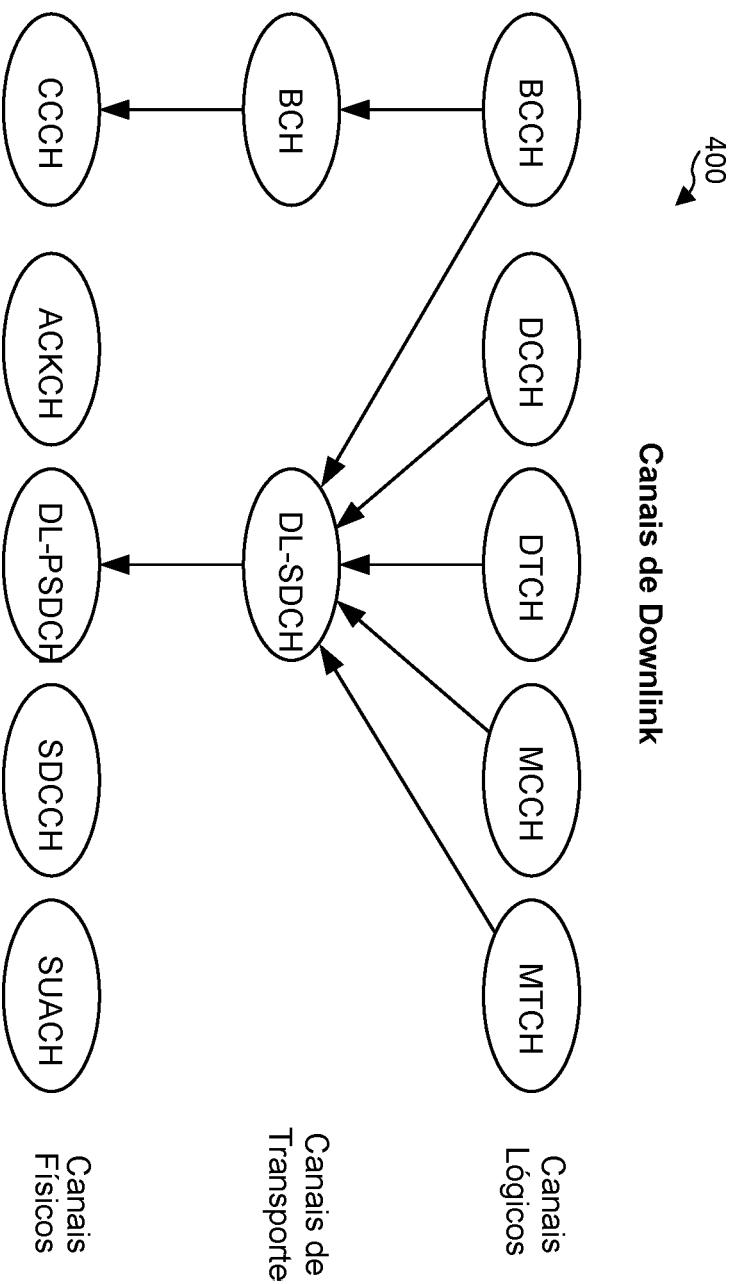 400
Canais de Downlink
BCCH
DCCH
DTCH
MCCH
MTCH
Canais
Lógicos
BCH
DL-SDCH
Canais de
Transporte
CCCH
ACKCH
DL-PSDCH
SDCCH
SUACH
Canais
Físicos